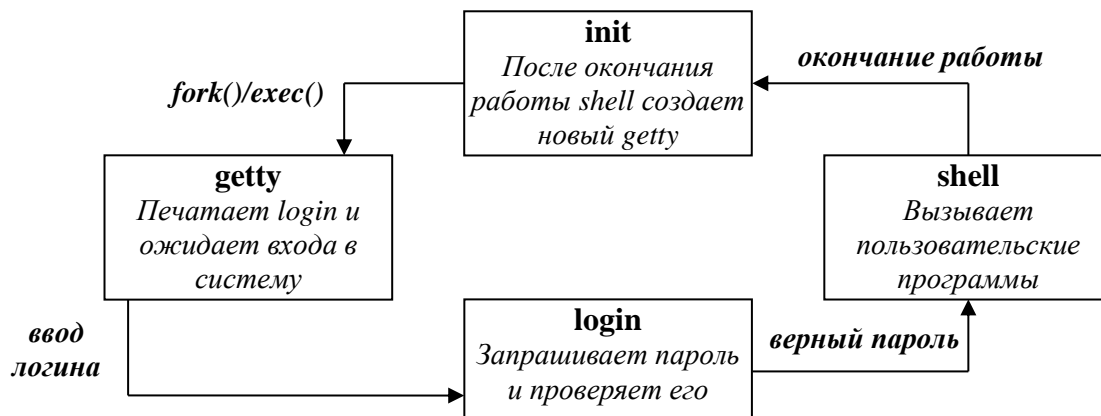 init
После окончания
работы shell создает
новый getty
окончание работы
fork()/exec()
getty
Печатает login и
ожидает входа в
систему
shell
Вызывает
пользовательские
программы
ввод
логина
login
Запрашивает пароль
и проверяет его
верный пароль